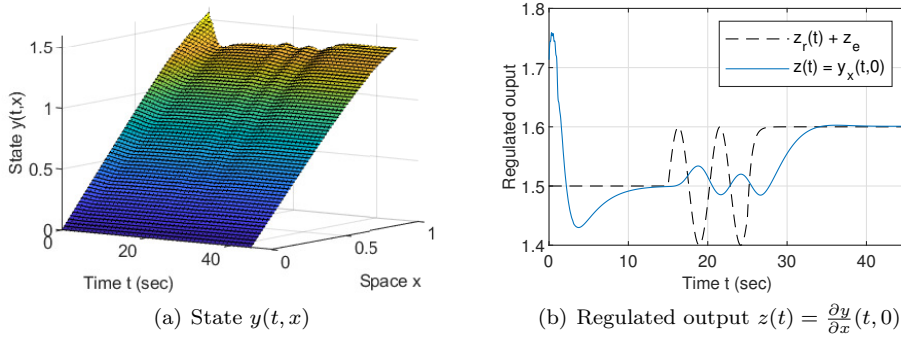 1.5
1
0.5
0
State y(t,x)
0
20
40
Time t (sec)
0
0.5
1
Space x
(a) State y(t, x)
1.8
1.7
1.6
1.5
1.4
Regulated ouput
z_r(t) + z_e
z(t) = y_x(t,0)
0
10
20
30
40
Time t (sec)
(b) Regulated output z(t) = ∂y/∂x (t, 0)